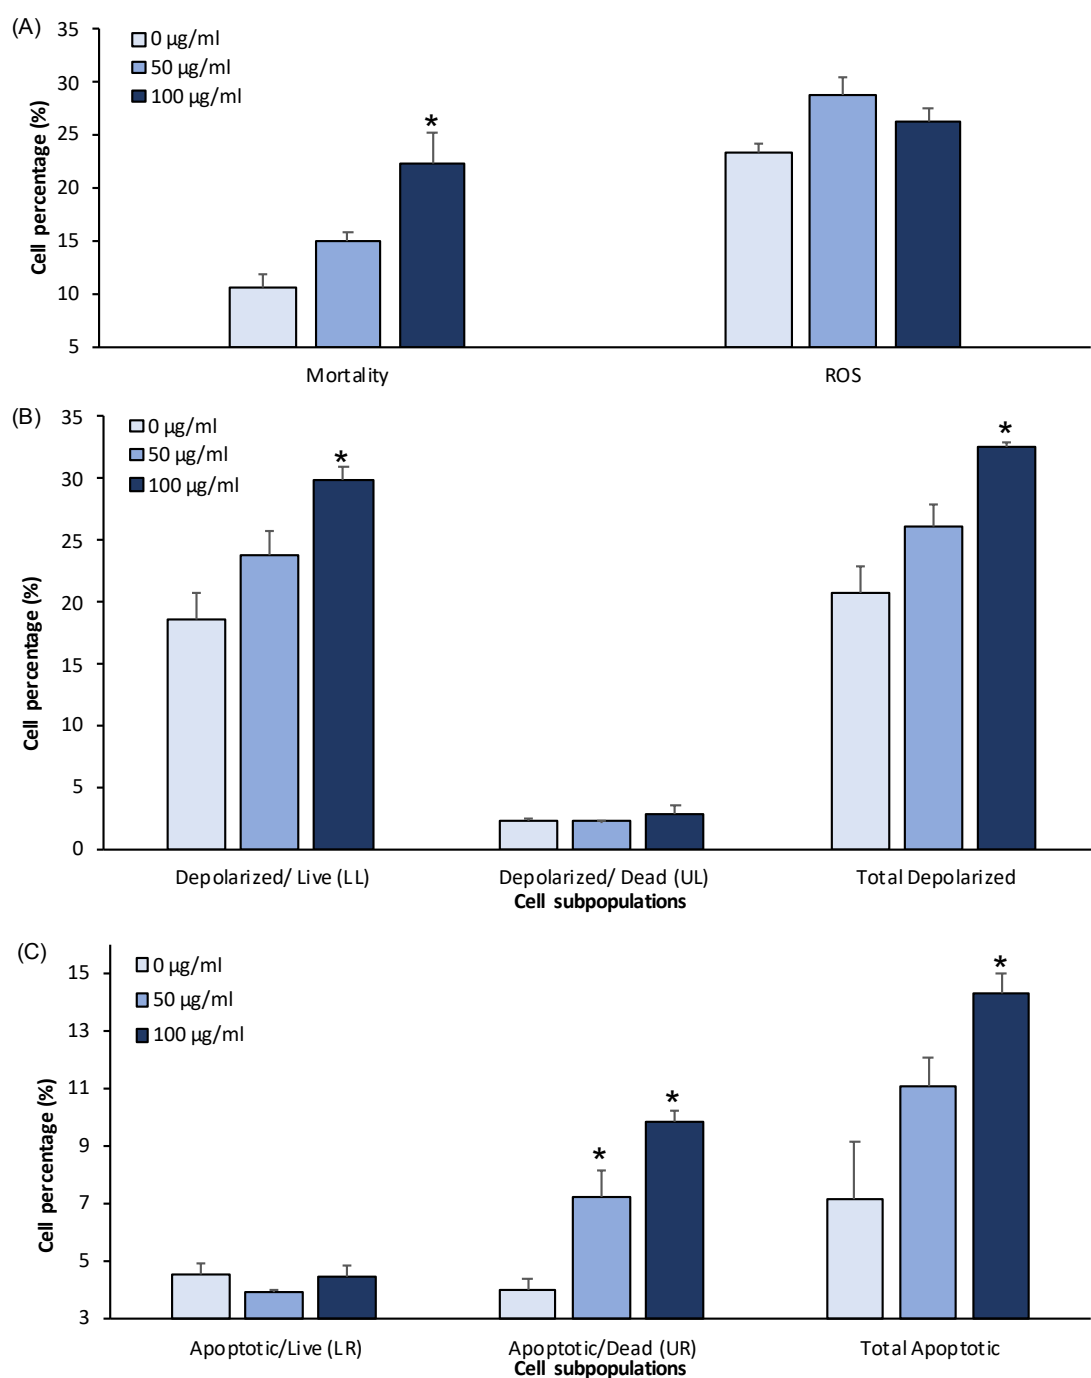 (A)
35
30
25
20
15
10
5
Cell percentage (%)
0 µg/ml
50 µg/ml
100 µg/ml
*
Mortality
ROS
(B)
35
30
25
20
15
10
5
0
Cell percentage (%)
0 µg/ml
50 µg/ml
100 µg/ml
*
*
Depolarized/ Live (LL)
Depolarized/ Dead (UL)
Total Depolarized
Cell subpopulations
(C)
15
13
11
9
7
5
3
Cell percentage (%)
0 µg/ml
50 µg/ml
100 µg/ml
*
*
*
Apoptotic/Live (LR)
Apoptotic/Dead (UR)
Total Apoptotic
Cell subpopulations